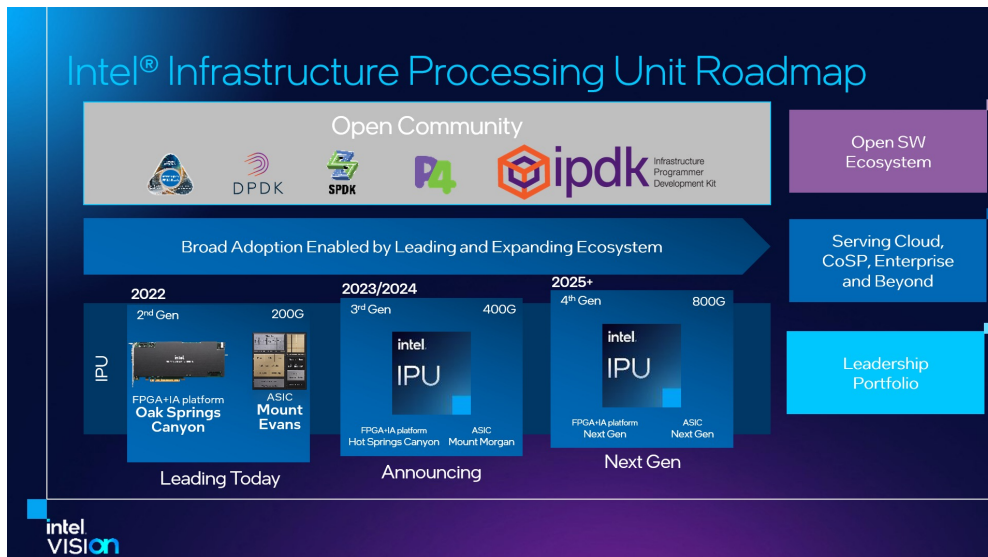 Intel® Infrastructure Processing Unit Roadmap
Open Community
DPDK
SPDK
P4
ipdk
Infrastructure
Programmer
Development Kit
Open SW
Ecosystem
Broad Adoption Enabled by Leading and Expanding Ecosystem
Serving Cloud,
CoSP, Enterprise
and Beyond
IPU
2022
2nd Gen
200G
intel
FPGA+IA platform
Oak Springs
Canyon
ASIC
Mount
Evans
Leading Today
2023/2024
3rd Gen
400G
intel.
IPU
FPGA+IA platform
Hot Springs Canyon
ASIC
Mount Morgan
Announcing
2025+
4th Gen
800G
intel.
IPU
FPGA+IA platform
Next Gen
ASIC
Next Gen
Next Gen
Leadership
Portfolio
intel.
VISION